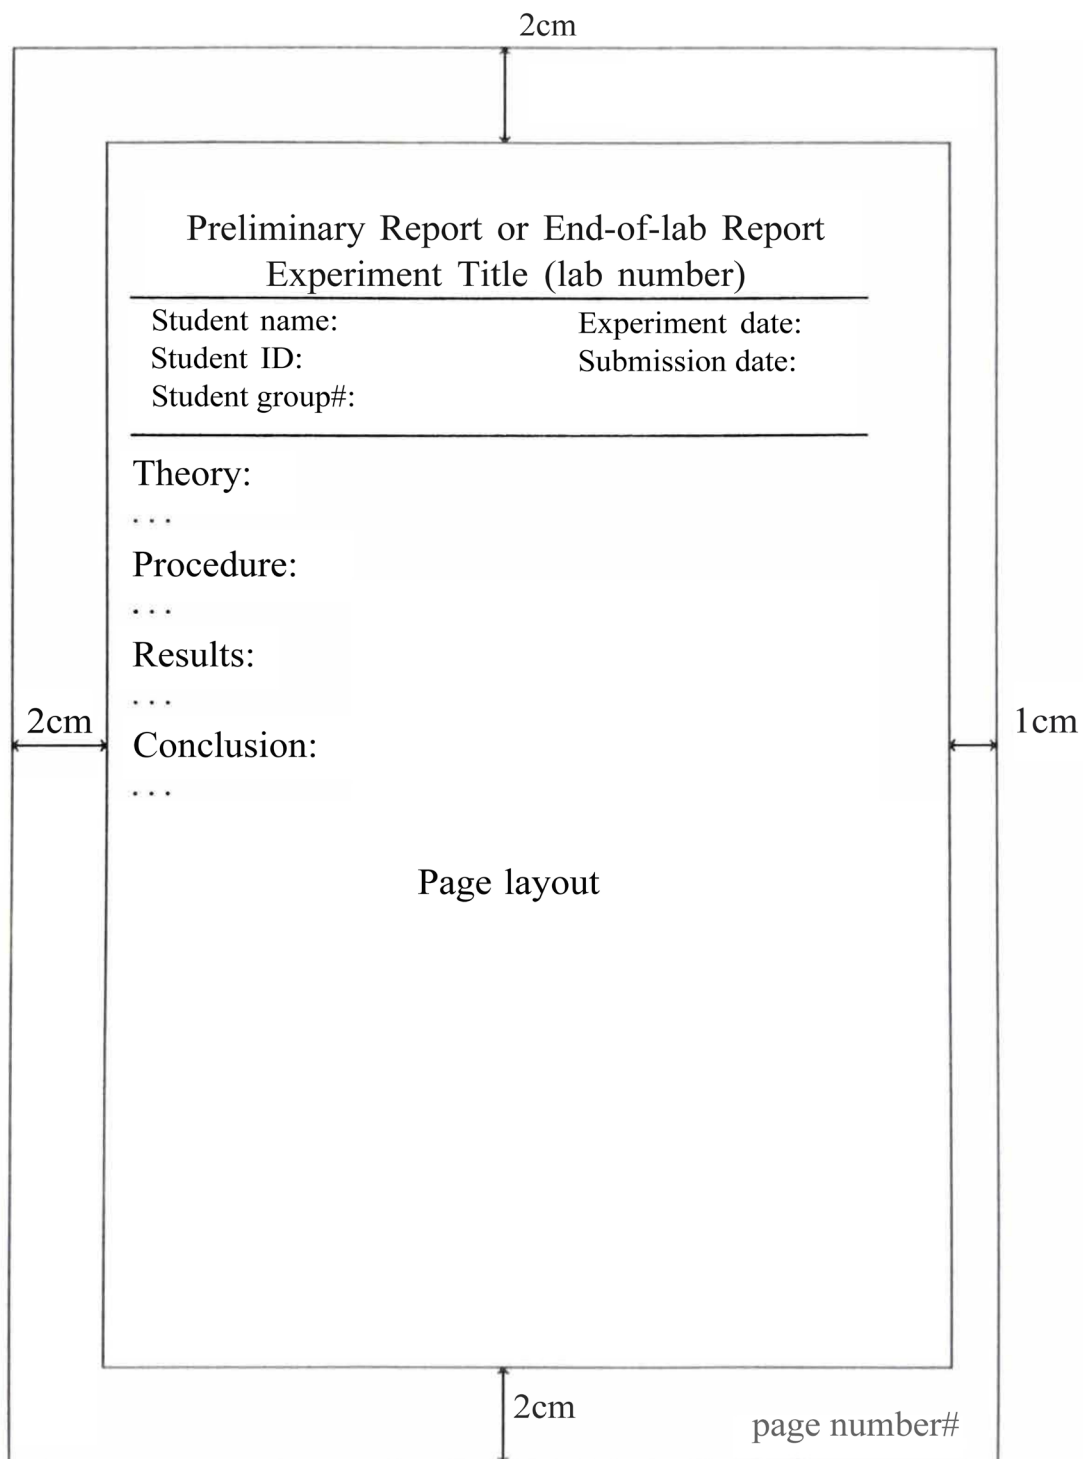 2cm
Preliminary Report or End-of-lab Report
Experiment Title (lab number)
Student name:
Experiment date:
Student ID:
Submission date:
Student group#:
Theory:
...
Procedure:
...
Results:
...
2cm
1cm
Conclusion:
...
Page layout
2cm
page number#